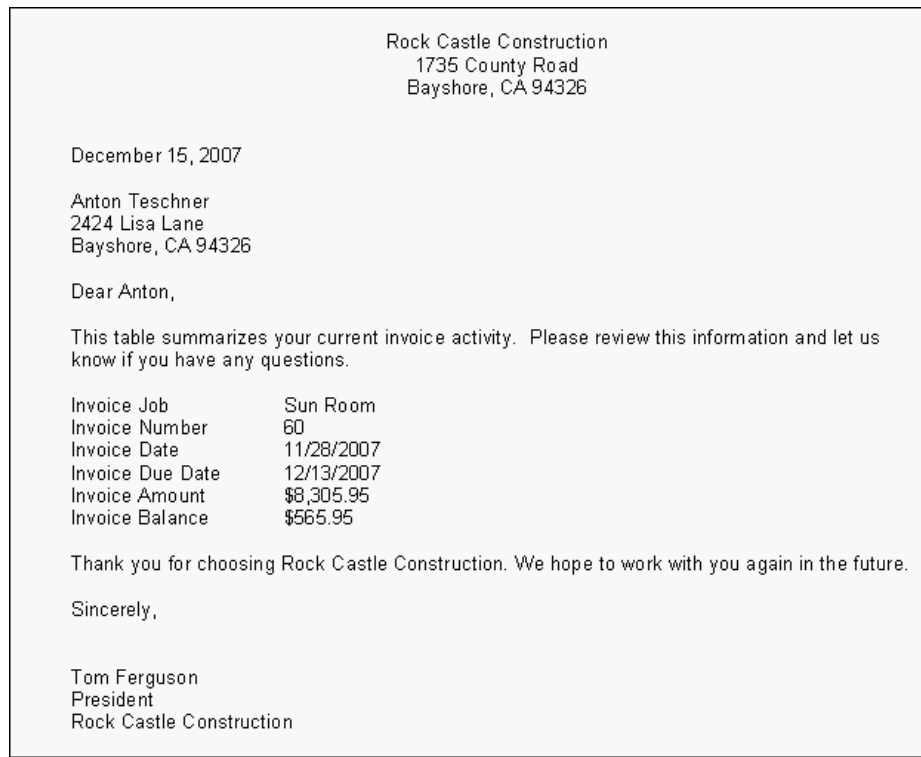 Rock Castle Construction
1735 County Road
Bayshore, CA 94326
December 15, 2007
Anton Teschner
2424 Lisa Lane
Bayshore, CA 94326
Dear Anton,
This table summarizes your current invoice activity.  Please review this information and let us
know if you have any questions.
Invoice Job Sun Room
Invoice Number 60
Invoice Date 11/28/2007
Invoice Due Date 12/13/2007
Invoice Amount $8,305.95
Invoice Balance $565.95
Thank you for choosing Rock Castle Construction. We hope to work with you again in the future.
Sincerely,
Tom Ferguson
President
Rock Castle Construction